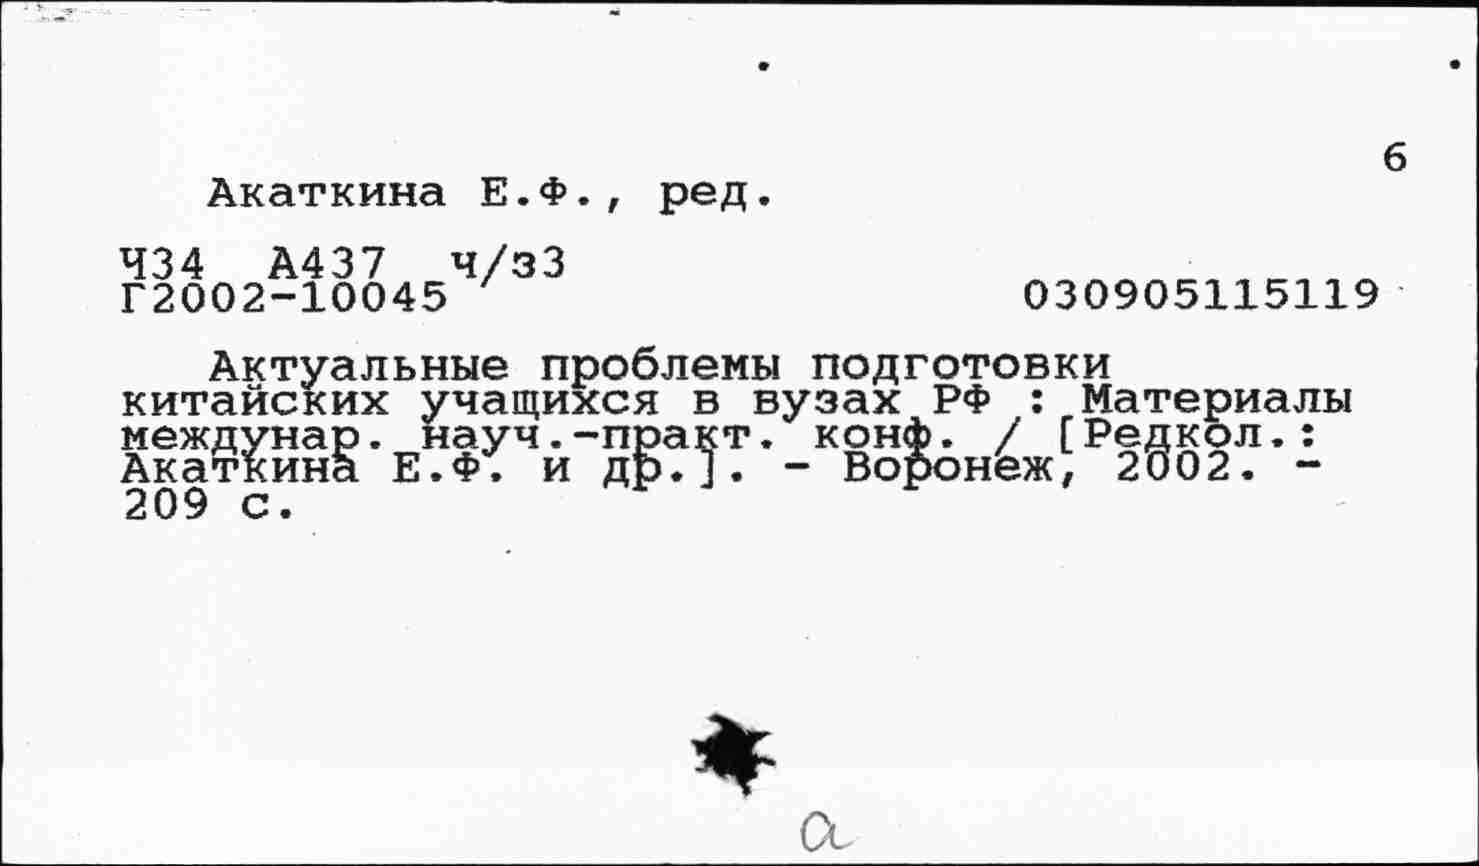 6
Акаткина Е.Ф., ред.
Ч34 А437 ч/з3
Г2002-10045 030905115119
Актуальные проблемы подготовки
китайских учащихся в вузах РФ : Материалы
междунар. науч.-практ. конф. / [Редкол.:
Акаткина Е.Ф. и др.]. - Воронеж, 2002. -
209 с.
а